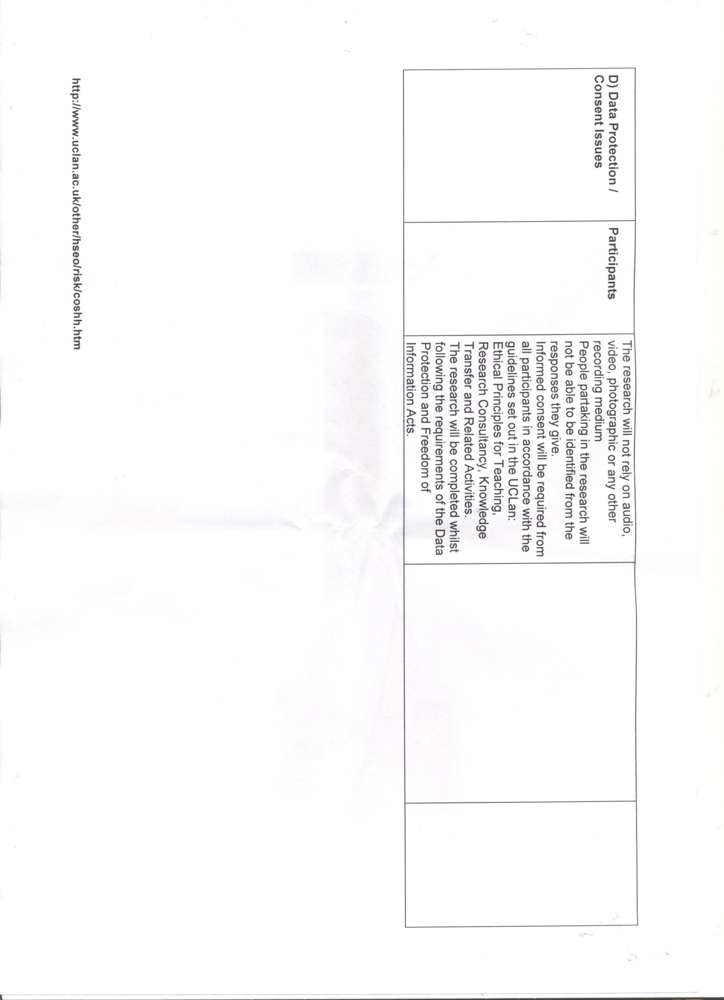 D) Data Protection /
Consent Issues
Participants
The research will not rely on audio,
video, photographic or any other
recording medium
People partaking in the research will
not be able to be identified from the
responses they give.
Informed consent will be required from
all participants in accordance with the
guidelines set out in the UCLan:
Ethical Principles for Teaching,
Research Consultancy, Knowledge
Transfer and Related Activities.
The research will be completed whilst
following the requirements of the Data
Protection and Freedom of
Information Acts.
http://www.uclan.ac.uk/other/hseo/risk/coshh.htm